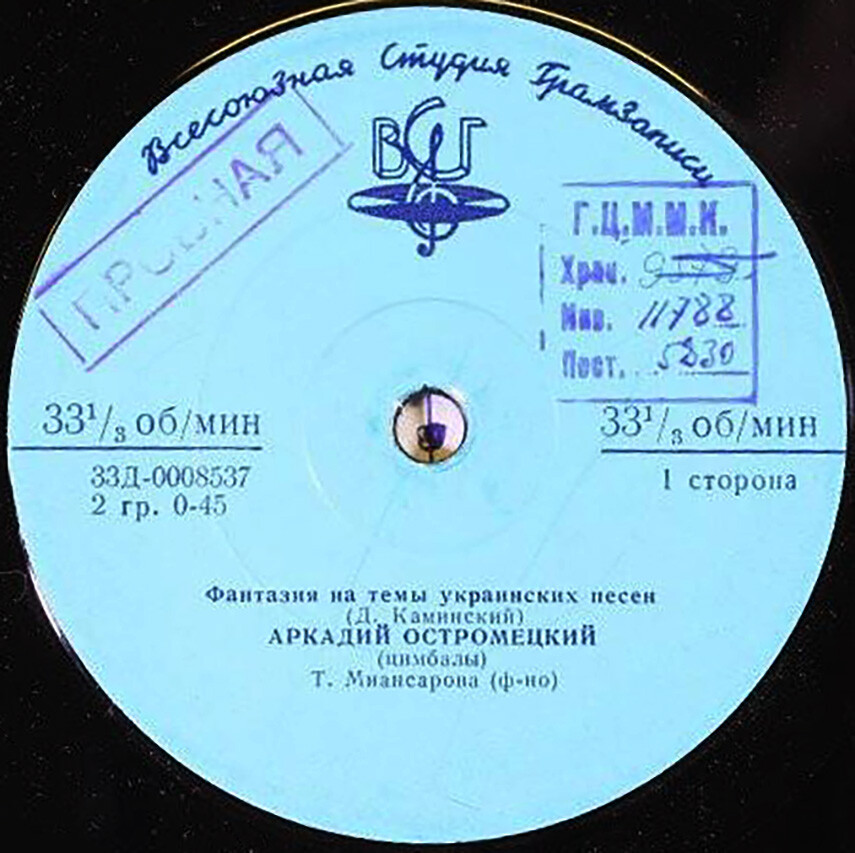 Всесоюзная Студия Грамзаписи
ВСГ
ПРОБНАЯ
Г.Ц.М.М.К.
Хран.
Инв. 11788
Пост. 5830
33¹/₃ об/мин
33¹/₃ об/мин
33Д-0008537
2 гр. 0-45
1 сторона
Фантазия на темы украинских песен
(Д. Каминский)
АРКАДИЙ ОСТРОМЕЦКИЙ
(цимбалы)
Т. Миансарова (ф-но)